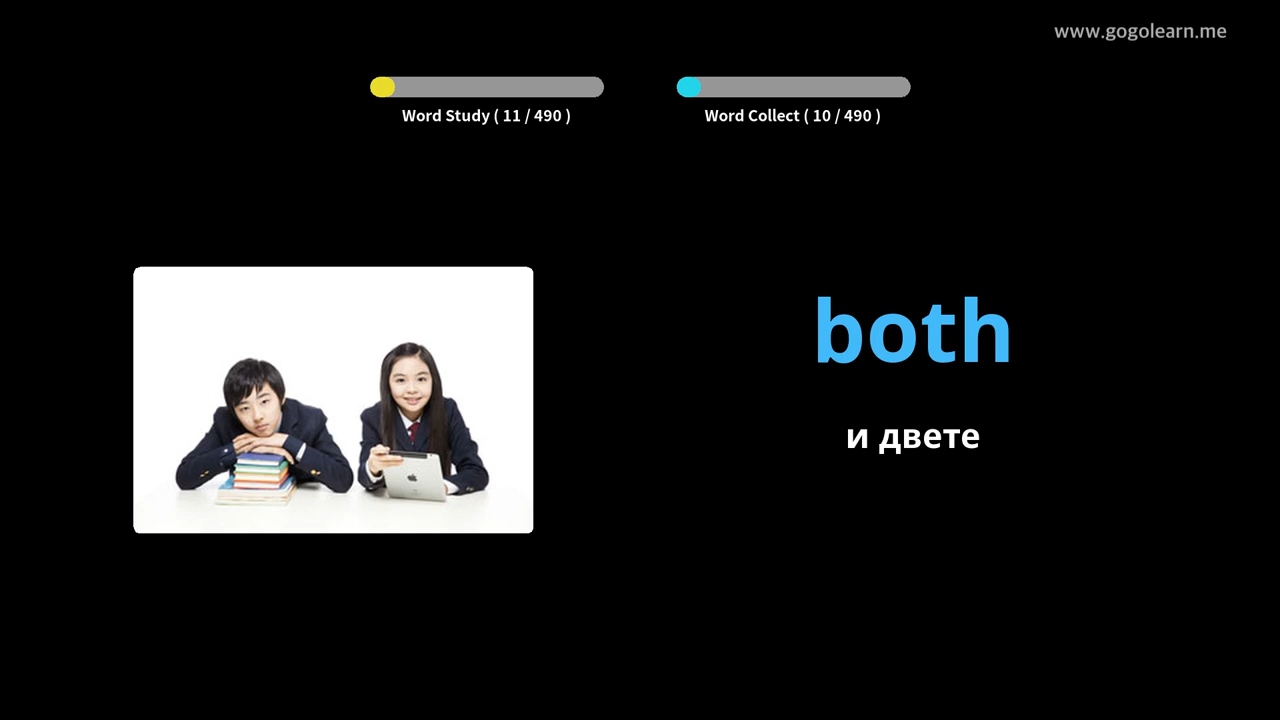 www.gogolearn.me
Word Study ( 11 / 490 )
Word Collect ( 10 / 490 )
both
и двете